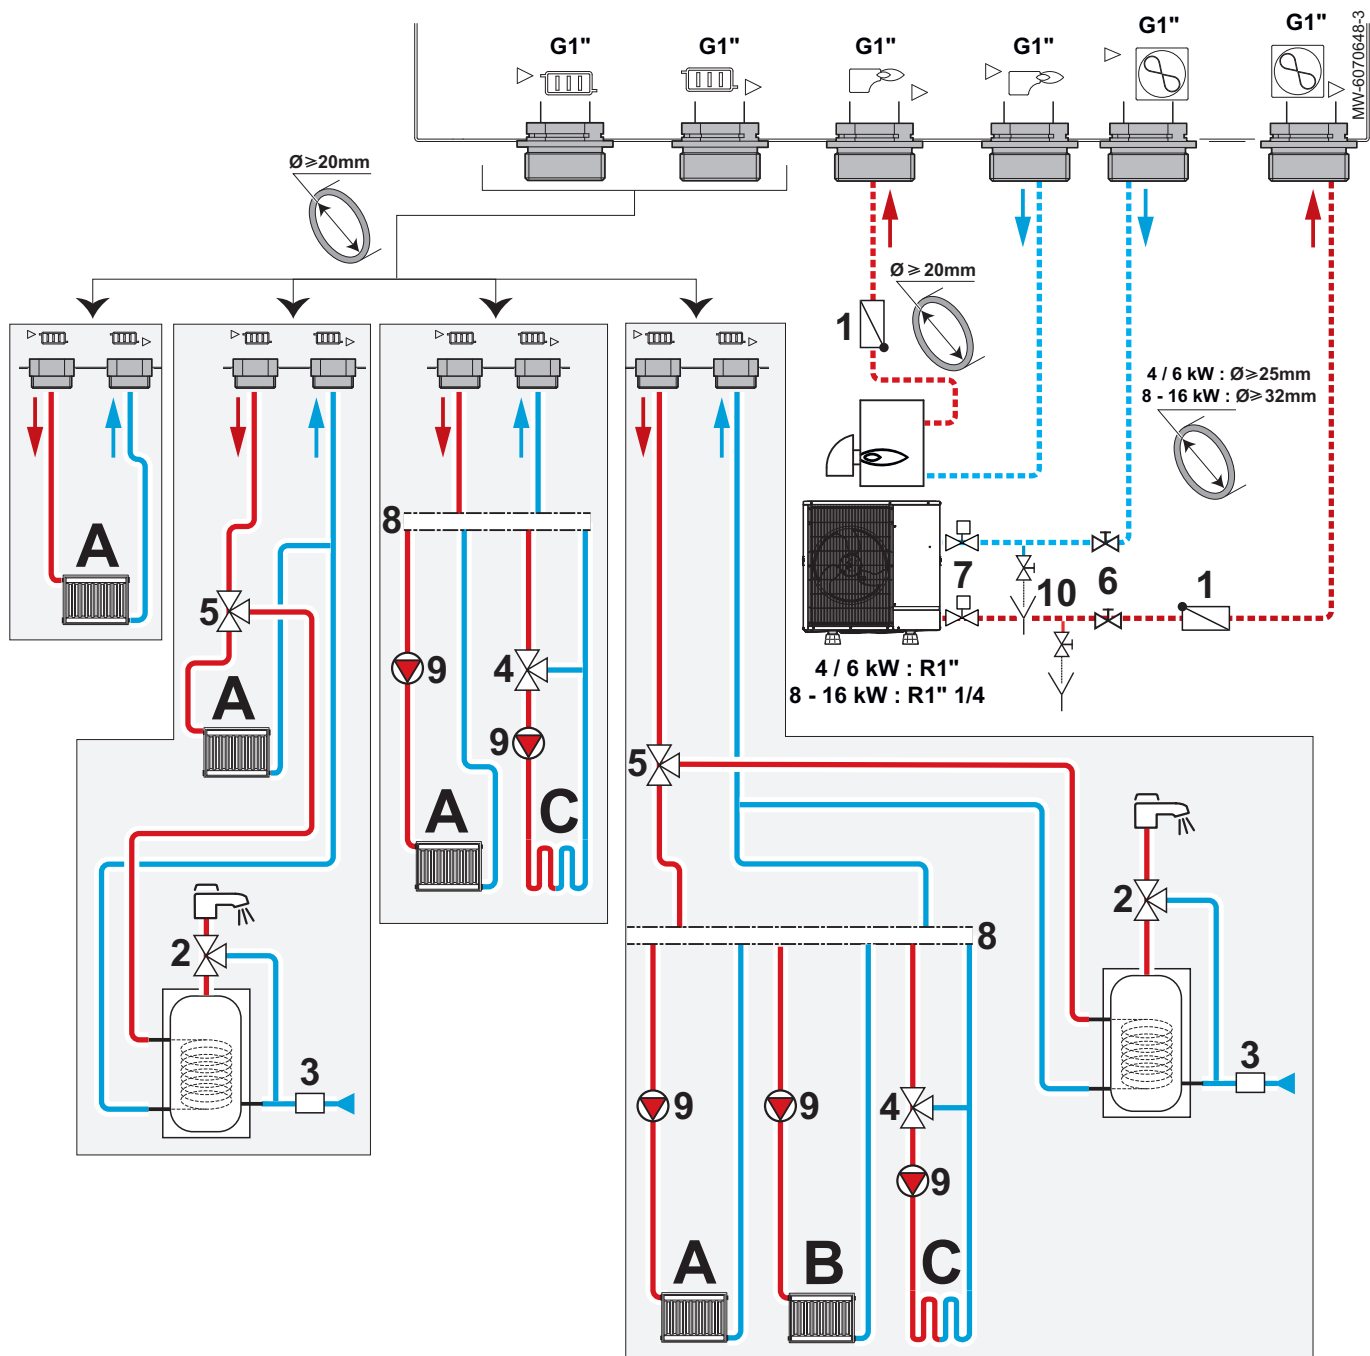 G1" G1" G1" G1" G1" G1"
MW-6070648-3
Ø≥20mm
Ø ≥ 20mm
1
4 / 6 kW : Ø≥25mm
8 - 16 kW : Ø≥32mm
A
5
A
2
3
8
9
4
9
A
C
7
10
6
1
4 / 6 kW : R1"
8 - 16 kW : R1" 1/4
5
2
3
8
9
9
4
9
A
B
C